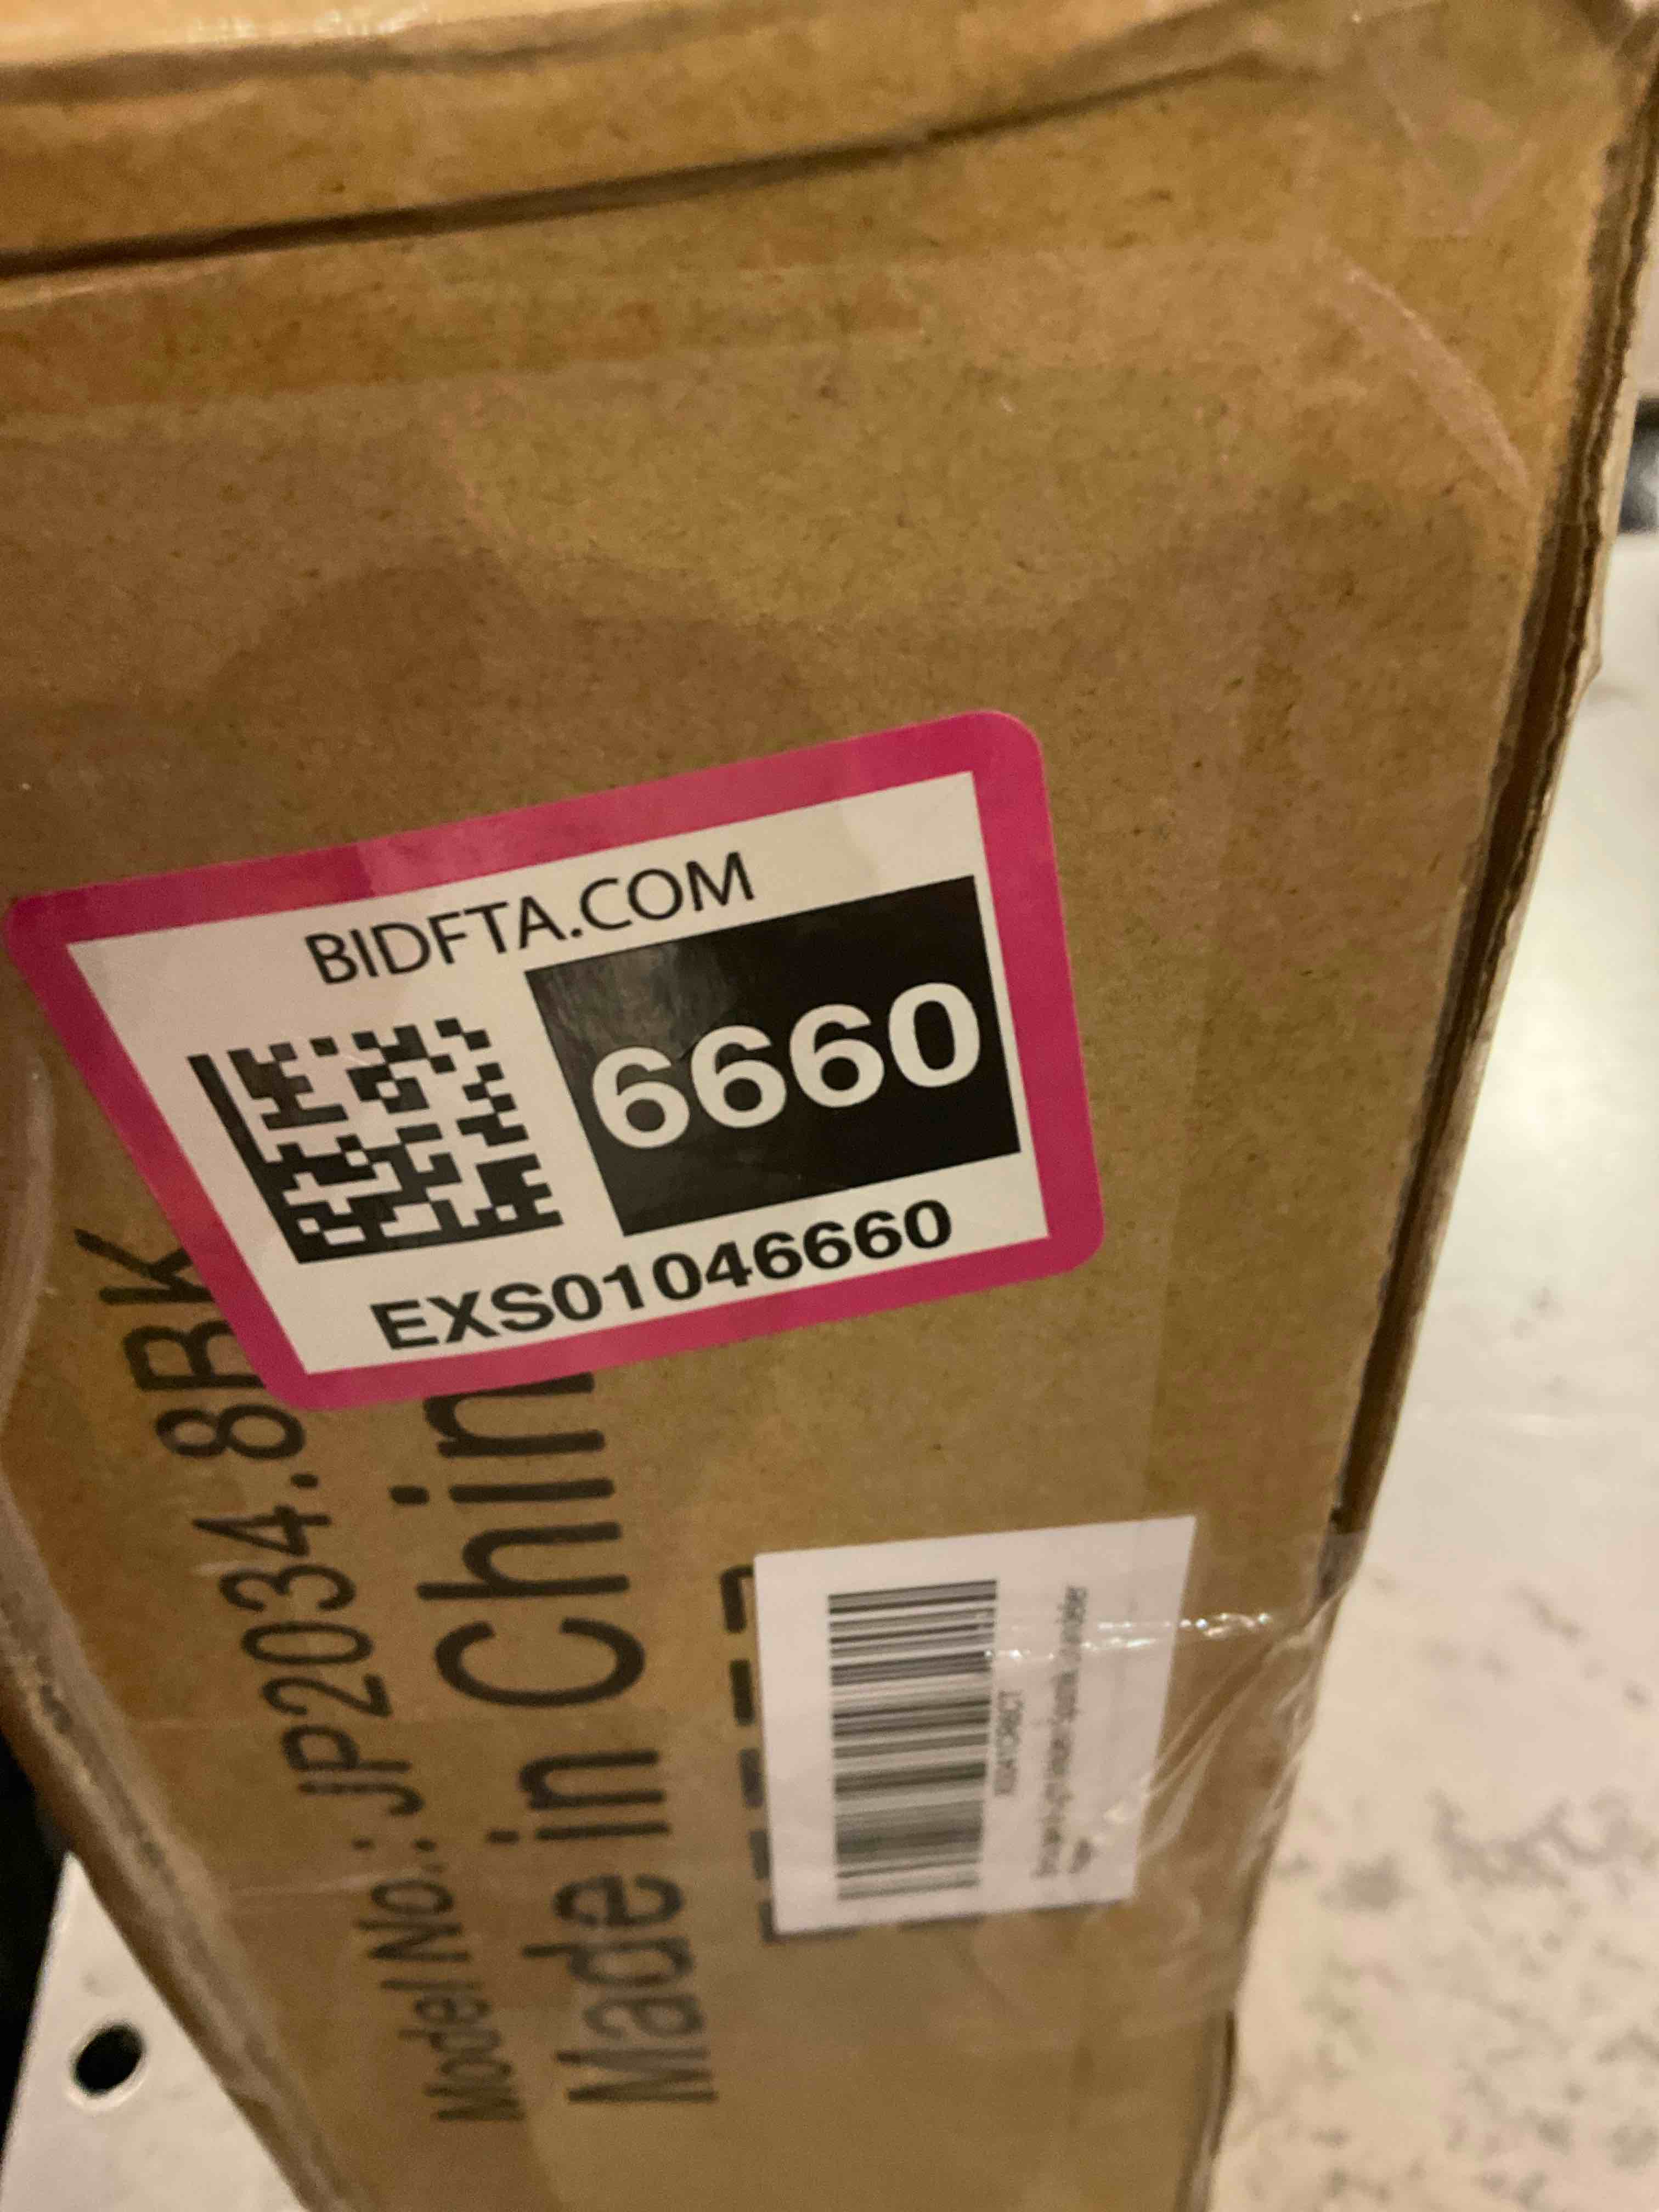 BIDFTA.COM
6660
EXS01046660
Model No.: JP2034.8BK
Made in Chin